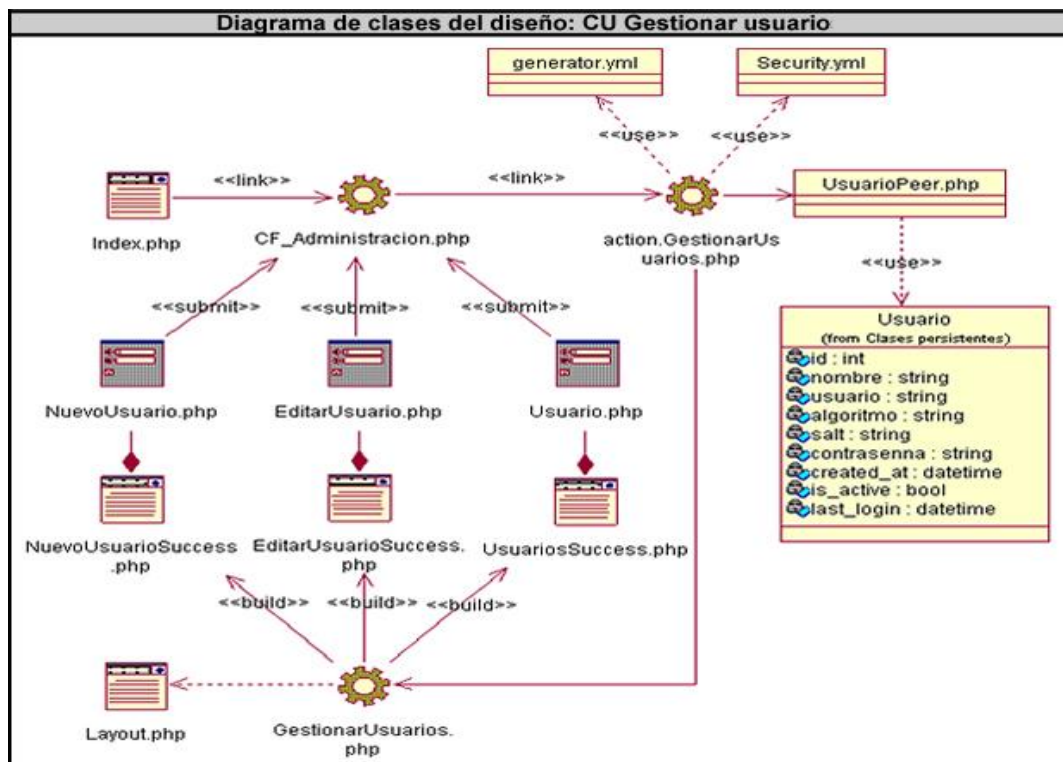 Diagrama de clases del diseño: CU Gestionar usuario
generator.yml
Security.yml
<<use>>
<<use>>
<<link>>
<<link>>
UsuarioPeer.php
Index.php
CF_Administracion.php
action.GestionarUs
uarios.php
<<use>>
<<submit>>
<<submit>>
<<submit>>
Usuario
(from Clases persistentes)
id : int
nombre : string
usuario : string
algoritmo : string
salt : string
contrasenna : string
created_at : datetime
is_active : bool
last_login : datetime
NuevoUsuario.php
EditarUsuario.php
Usuario.php
NuevoUsuarioSuccess
.php
EditarUsuarioSuccess.
php
UsuariosSuccess.php
<<build>>
<<build>>
<<build>>
Layout.php
GestionarUsuarios.
php